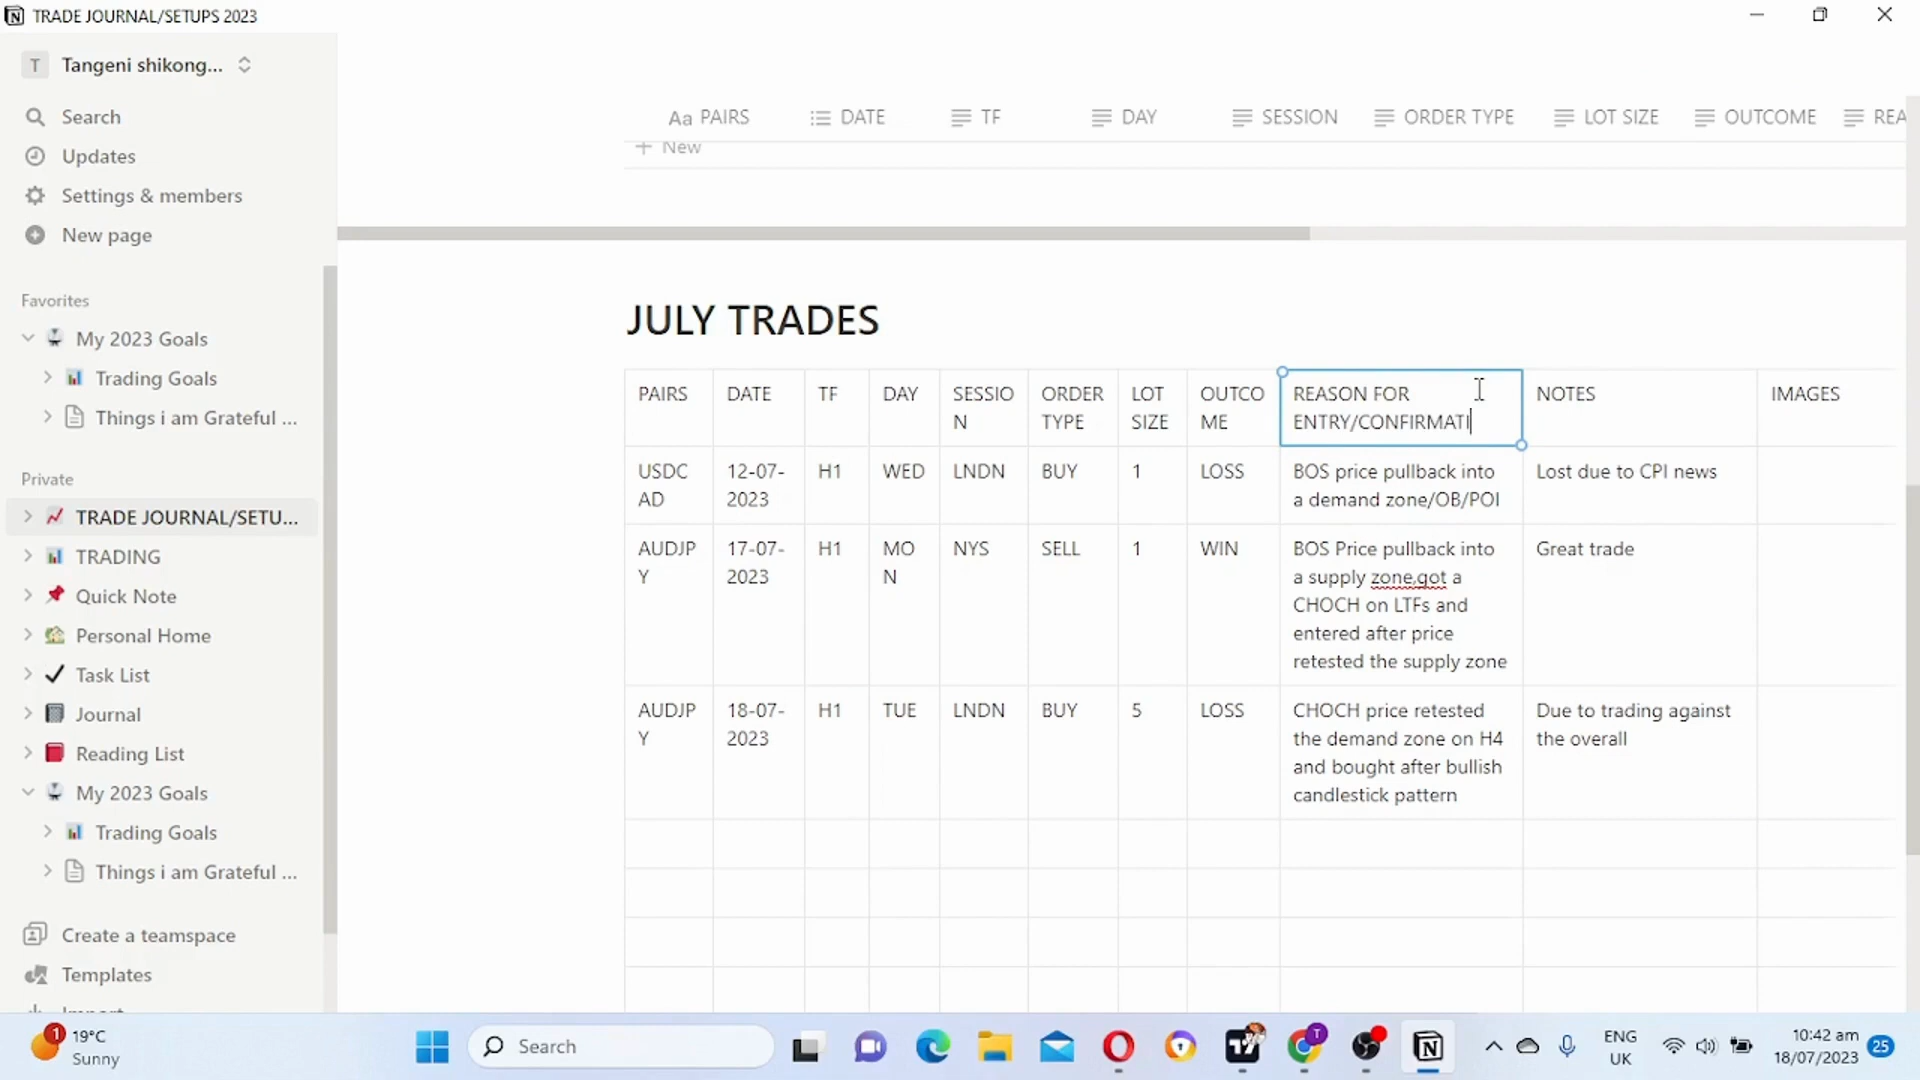 TRADE JOURNAL/SETUPS 2023
T Tangeni shikong...
Search
Updates
Settings & members
New page
Favorites
My 2023 Goals
Trading Goals
Things i am Grateful ...
Private
TRADE JOURNAL/SETU...
TRADING
Quick Note
Personal Home
Task List
Journal
Reading List
My 2023 Goals
Trading Goals
Things i am Grateful ...
Create a teamspace
Templates
Import
Aa PAIRS DATE TF DAY SESSION ORDER TYPE LOT SIZE OUTCOME REA
+ New
JULY TRADES
PAIRS DATE TF DAY SESSIO ORDER LOT OUTCO REASON FOR NOTES IMAGES
N TYPE SIZE ME ENTRY/CONFIRMATI
USDC 12-07- H1 WED LNDN BUY 1 LOSS BOS price pullback into Lost due to CPI news
AD 2023 a demand zone/OB/POI
AUDJP 17-07- H1 MO NYS SELL 1 WIN BOS Price pullback into Great trade
Y 2023 N a supply zone,got a
CHOCH on LTFs and
entered after price
retested the supply zone
AUDJP 18-07- H1 TUE LNDN BUY 5 LOSS CHOCH price retested Due to trading against
Y 2023 the demand zone on H4 the overall
and bought after bullish
candlestick pattern
1 19°C
Sunny
Search
T
ENG
UK
10:42 am
18/07/2023
25